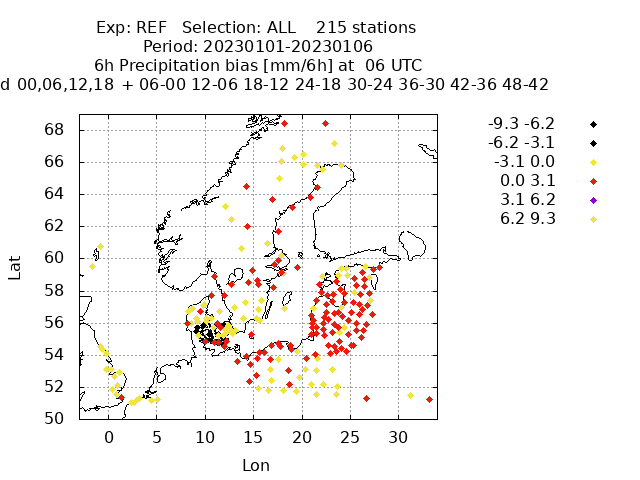 Exp: REF   Selection: ALL    215 stations
Period: 20230101-20230106
6h Precipitation bias [mm/6h] at  06 UTC
d 00,06,12,18 + 06-00 12-06 18-12 24-18 30-24 36-30 42-36 48-42
-9.3 -6.2
-6.2 -3.1
-3.1 0.0
0.0 3.1
3.1 6.2
6.2 9.3
68
66
64
62
60
58
56
54
52
50
Lat
0 5 10 15 20 25 30
Lon